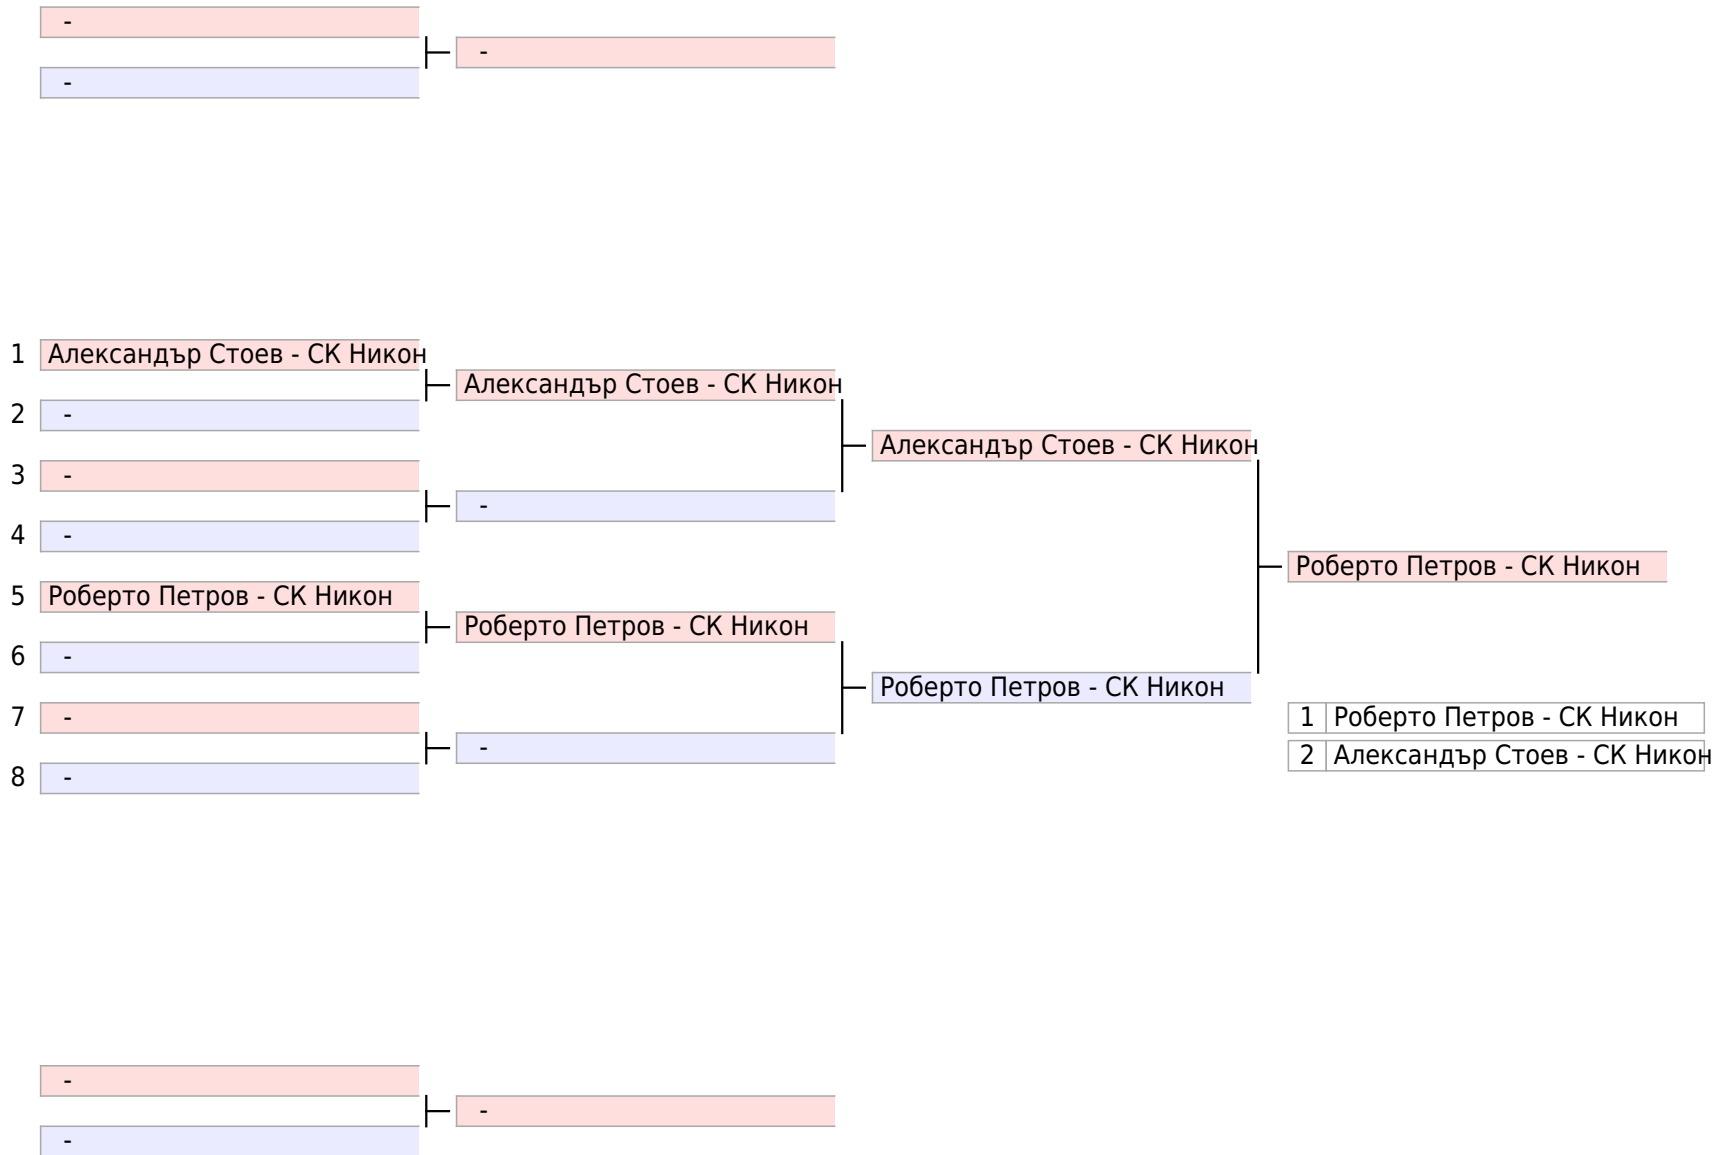 -
-
-
1 Александър Стоев - СК Никон
Александър Стоев - СК Никон
2 -
Александър Стоев - СК Никон
3 -
-
4 -
Роберто Петров - СК Никон
5 Роберто Петров - СК Никон
Роберто Петров - СК Никон
6 -
Роберто Петров - СК Никон
7 -
1 Роберто Петров - СК Никон
-
2 Александър Стоев - СК Никон
8 -
-
-
-